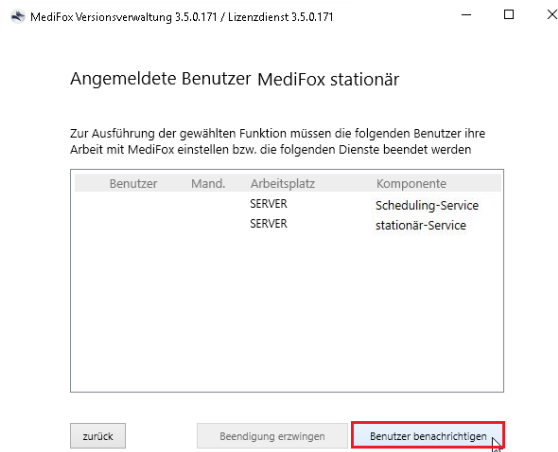 MediFox Versionsverwaltung 3.5.0.171 / Lizenzdienst 3.5.0.171
Angemeldete Benutzer MediFox stationär
Zur Ausführung der gewählten Funktion müssen die folgenden Benutzer ihre
Arbeit mit MediFox einstellen bzw. die folgenden Dienste beendet werden
Benutzer Mand. Arbeitsplatz Komponente
SERVER Scheduling-Service
SERVER stationär-Service
zurück Beendigung erzwingen Benutzer benachrichtigen